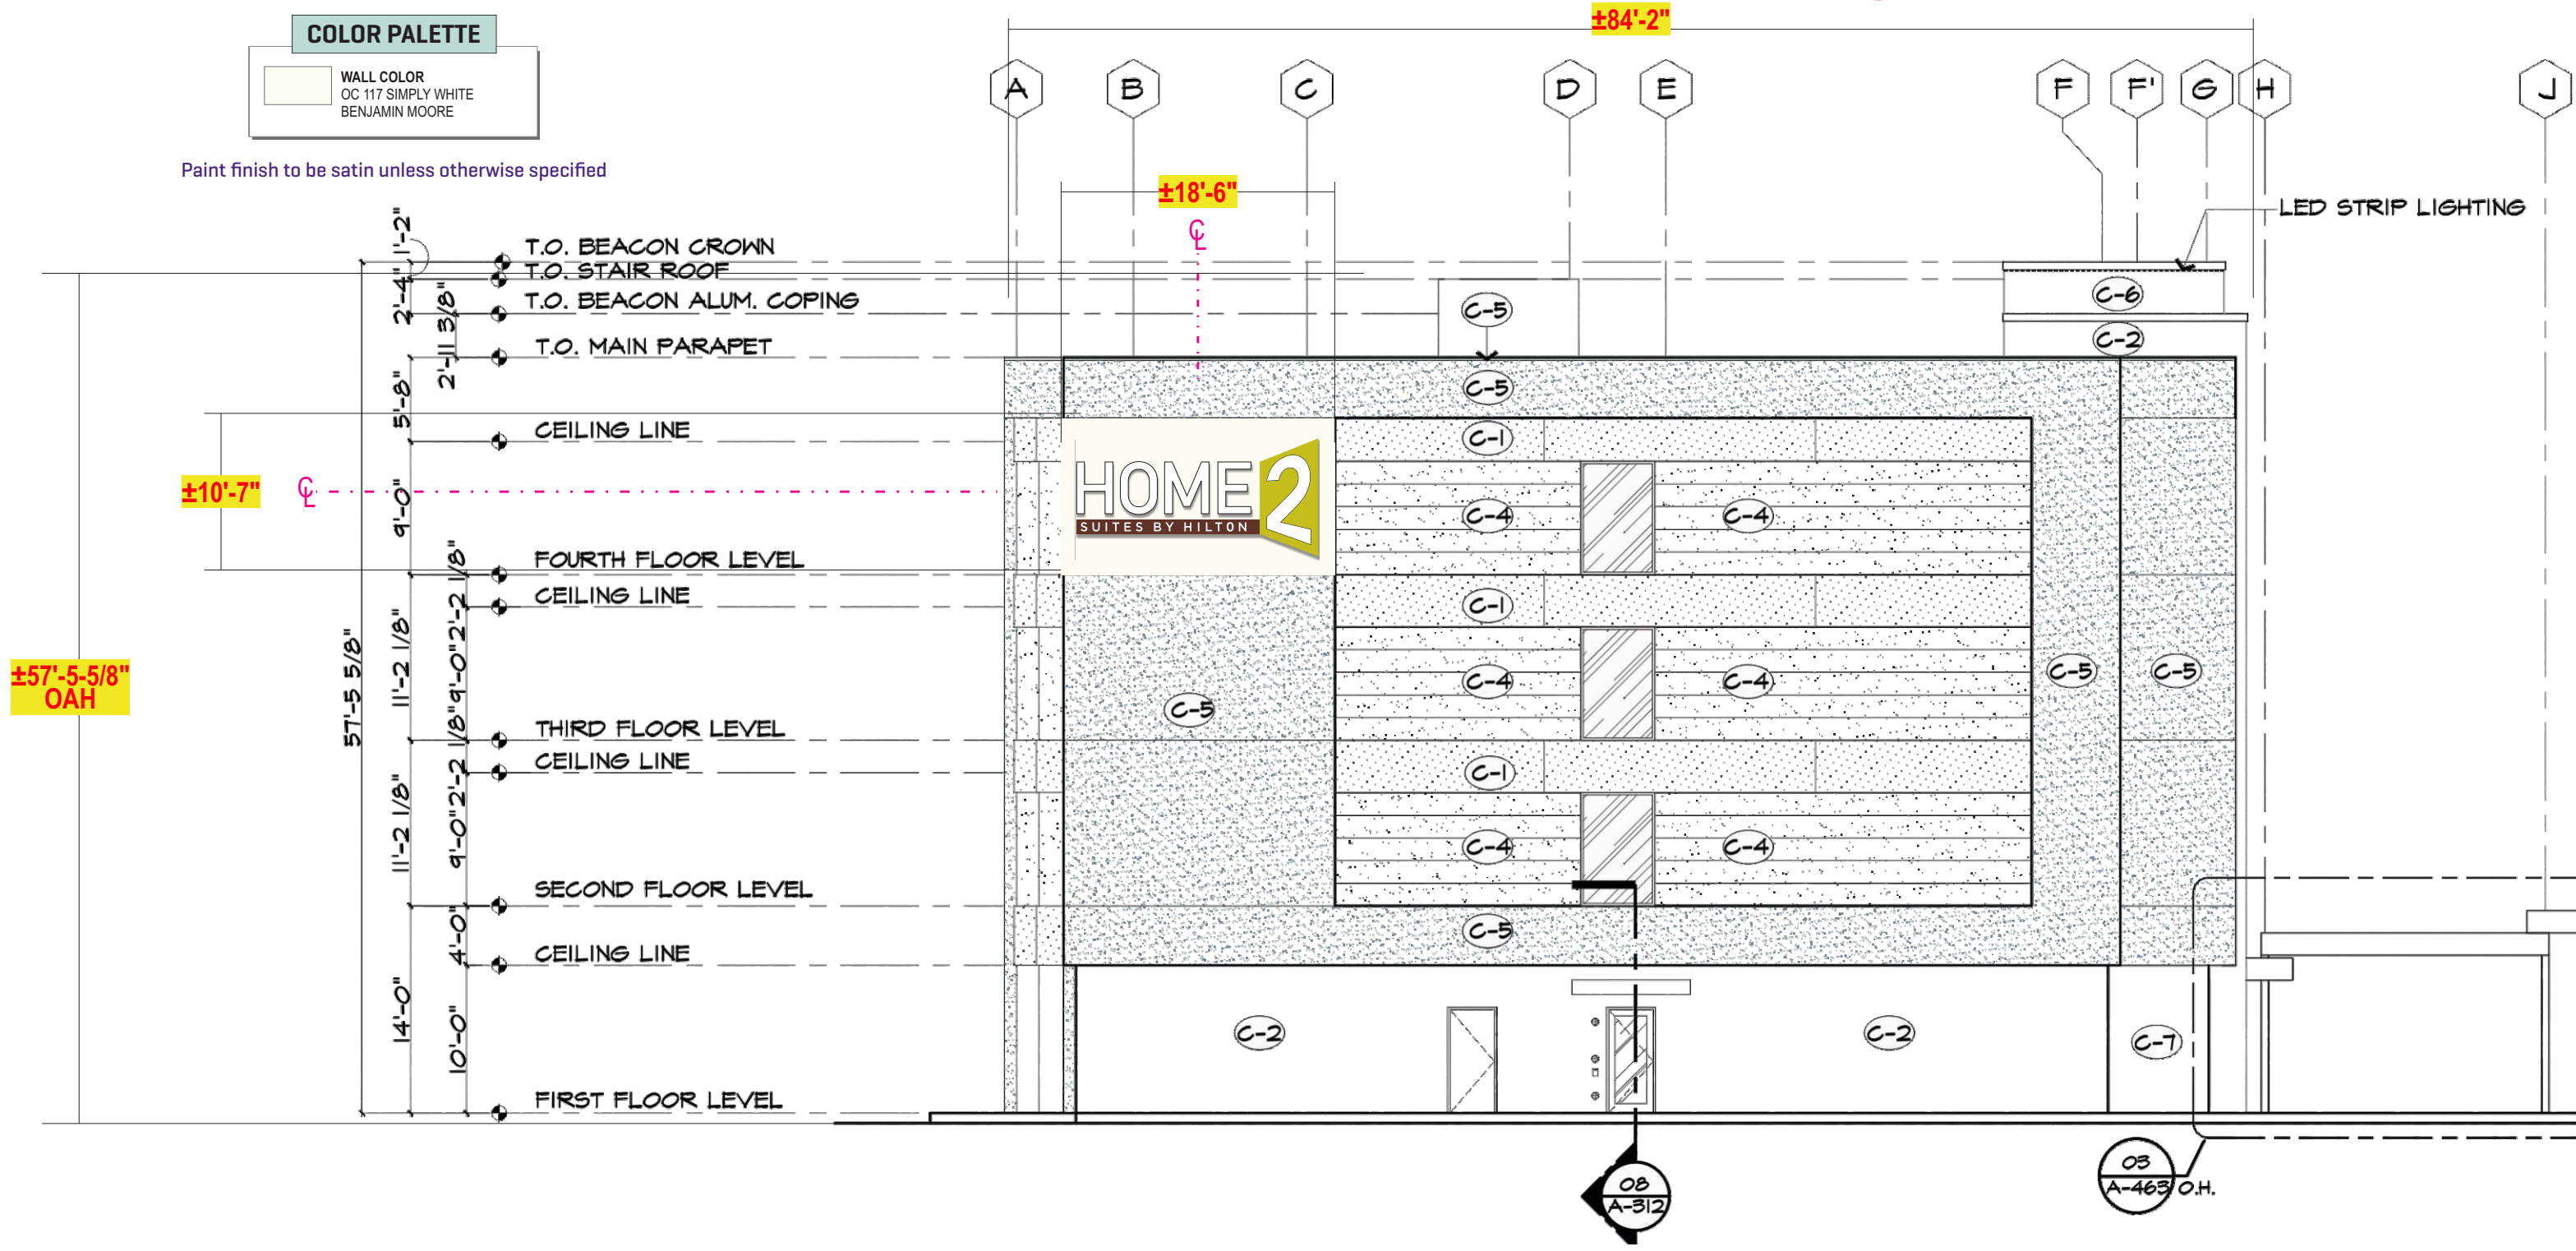 ±84'-2"
COLOR PALETTE
WALL COLOR
OC 117 SIMPLY WHITE
BENJAMIN MOORE
Paint finish to be satin unless otherwise specified
A
B
C
D
E
F
F'
G
H
J
±18'-6"
℄
LED STRIP LIGHTING
1'-2"
T.O. BEACON CROWN
T.O. STAIR ROOF
2'-4"
T.O. BEACON ALUM. COPING
2'-11 3/8"
T.O. MAIN PARAPET
C-5
C-6
C-2
5'-8"
C-5
CEILING LINE
C-1
±10'-7"
℄
9'-0"
HOME2
SUITES BY HILTON
C-4
C-4
FOURTH FLOOR LEVEL
2'-2 1/8"
CEILING LINE
C-1
±57'-5-5/8"
OAH
57'-5 5/8"
11'-2 1/8"
9'-0"
C-4
C-4
C-5
C-5
C-5
THIRD FLOOR LEVEL
2'-2 1/8"
CEILING LINE
C-1
11'-2 1/8"
9'-0"
C-4
C-4
SECOND FLOOR LEVEL
4'-0"
C-5
CEILING LINE
14'-0"
10'-0"
C-2
C-2
C-7
FIRST FLOOR LEVEL
08
A-312
03
A-463
O.H.